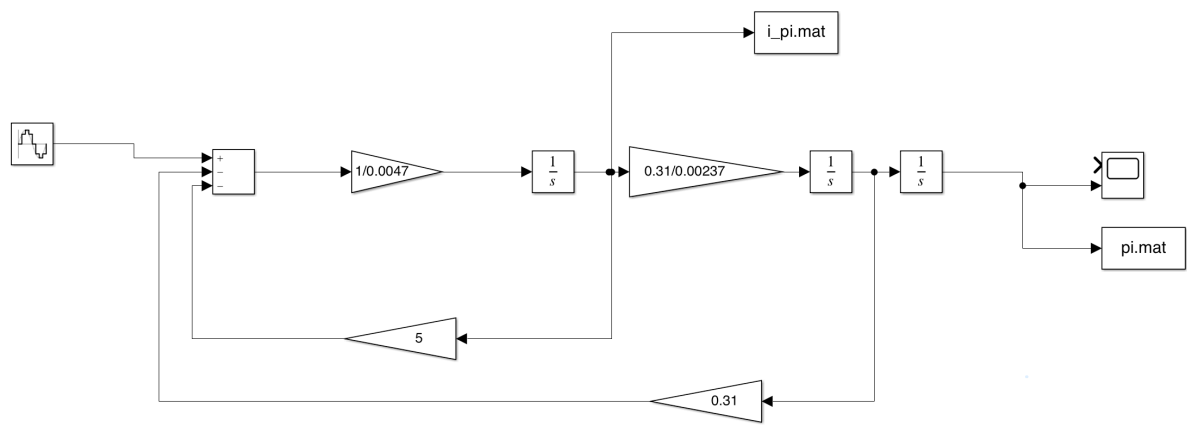 i_pi.mat
+
−
−
1/0.0047
1
s
0.31/0.00237
1
s
1
s
pi.mat
5
0.31